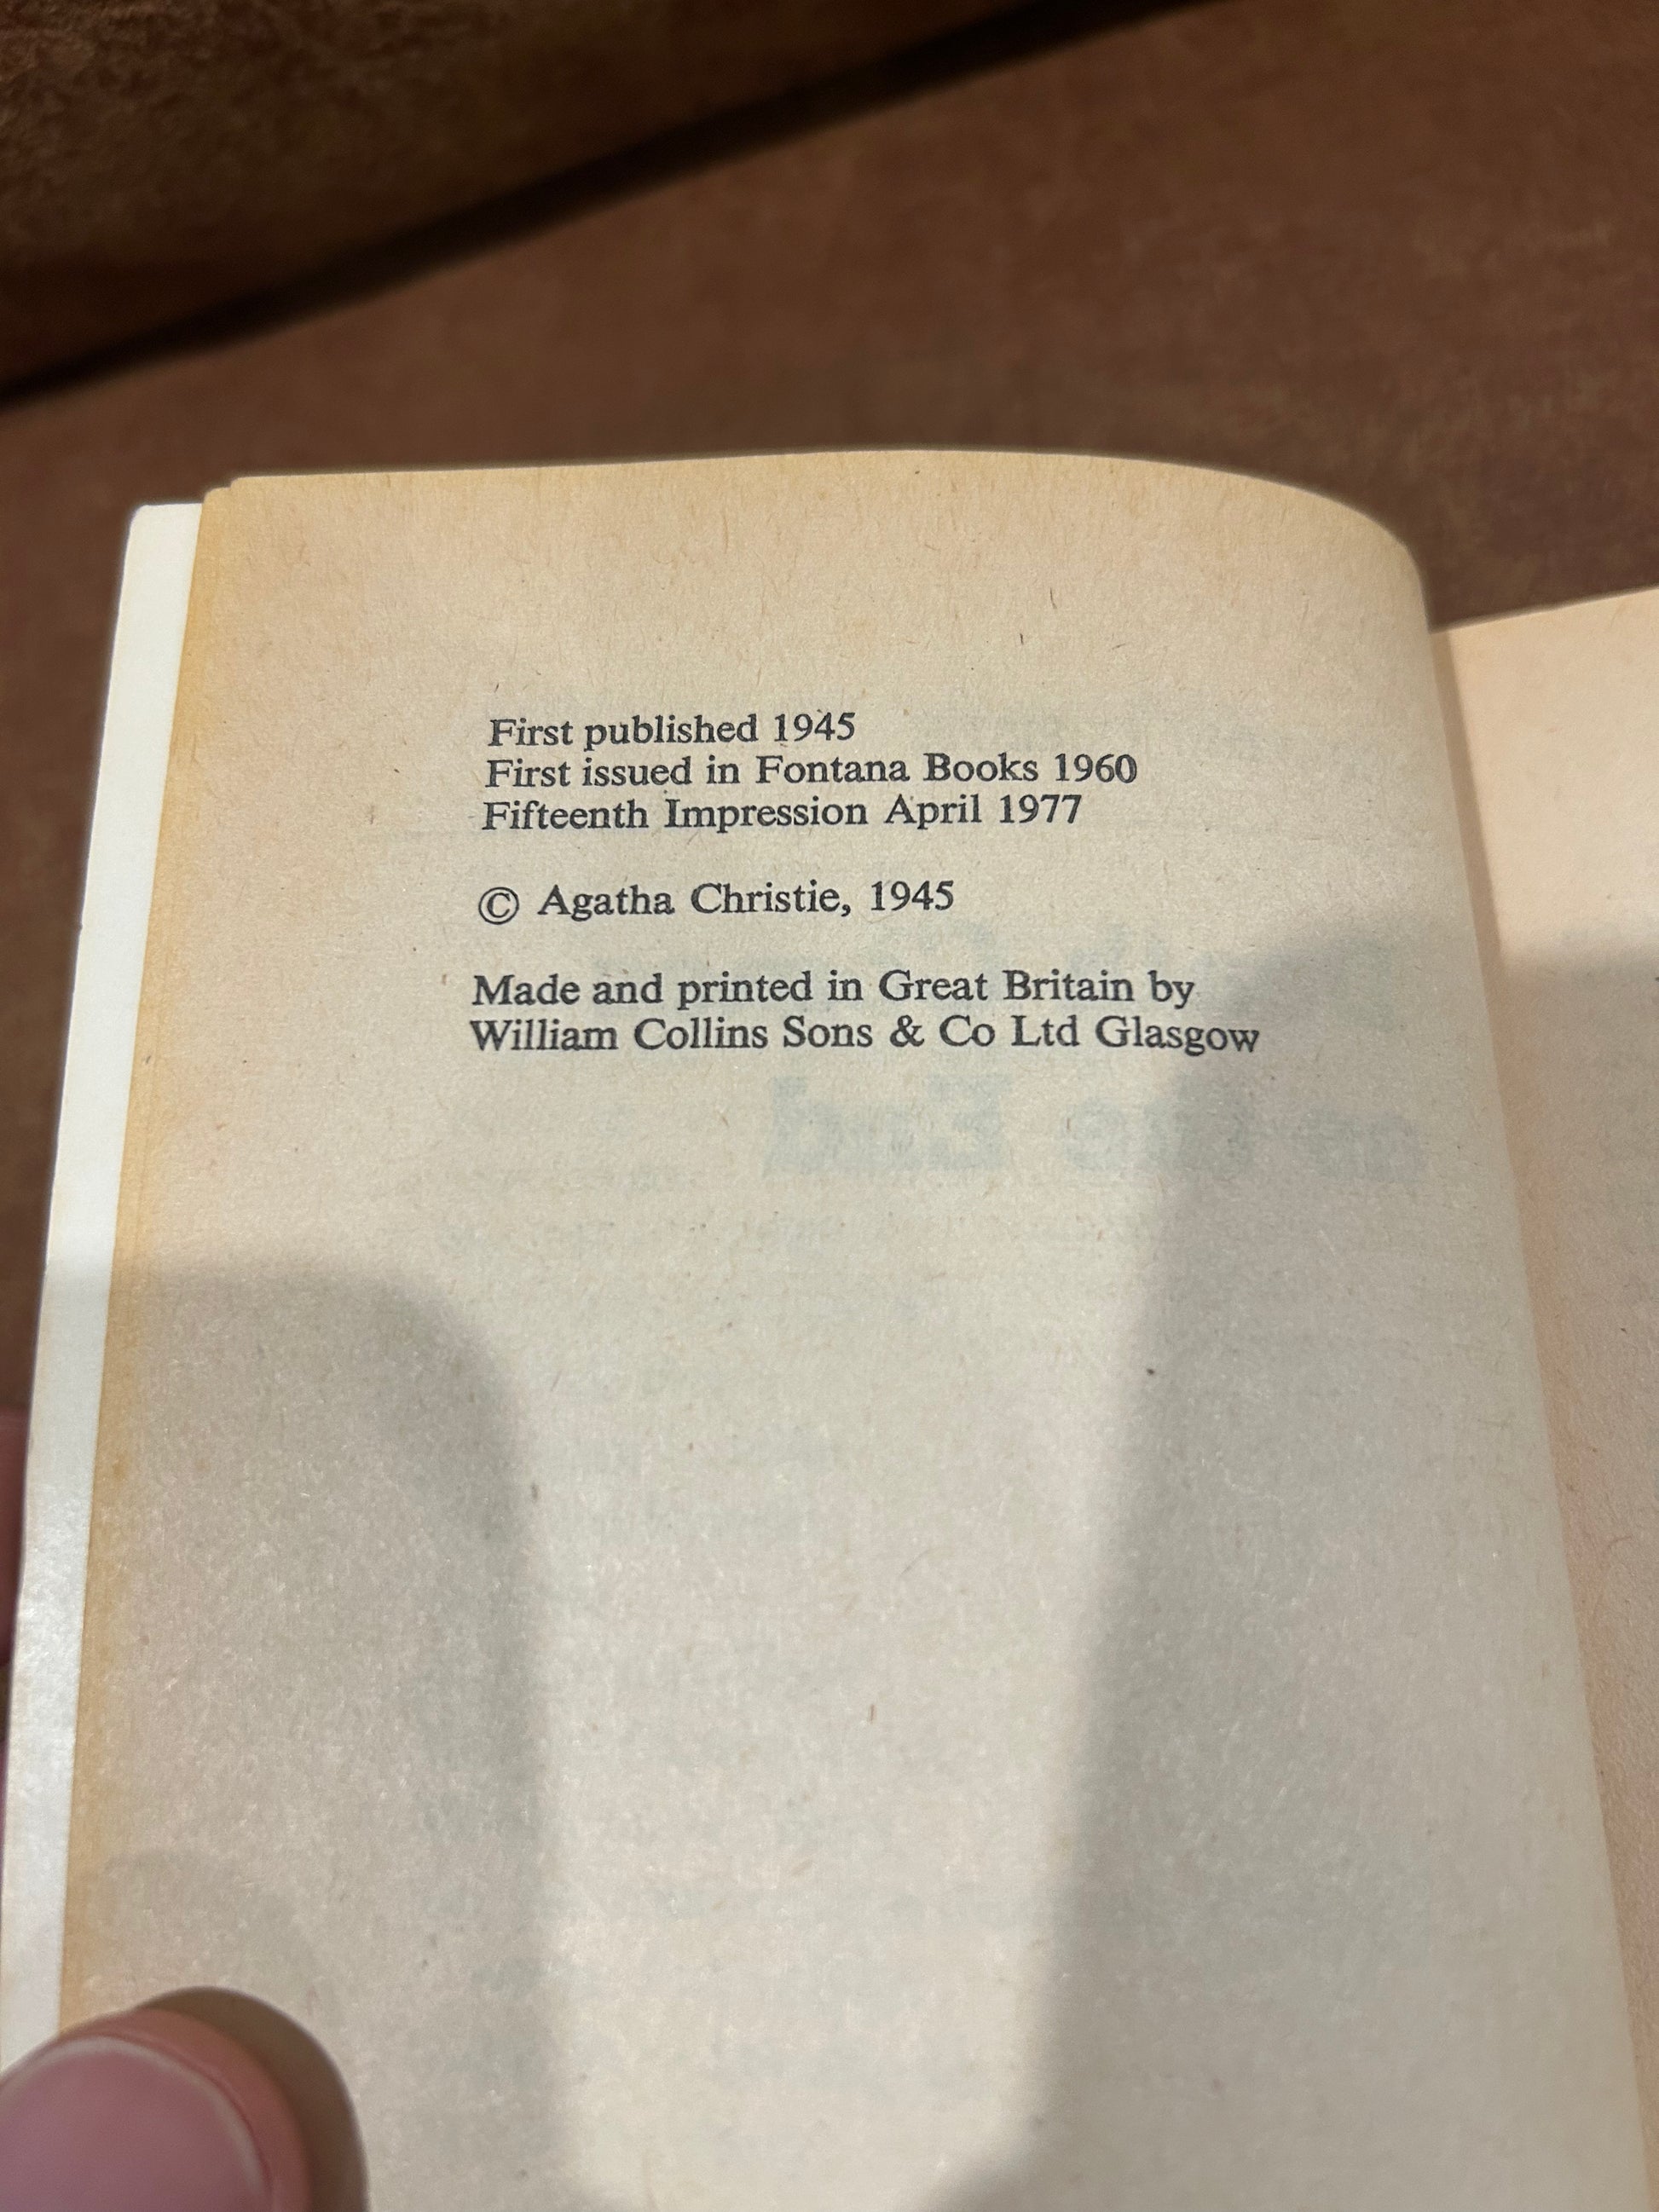 First published 1945
First issued in Fontana Books 1960
Fifteenth Impression April 1977
© Agatha Christie, 1945
Made and printed in Great Britain by
William Collins Sons & Co Ltd Glasgow